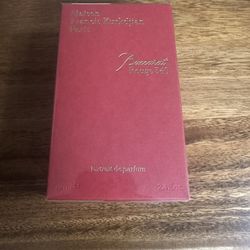 Maison
Francis Kurkdjian
Paris
Baccarat
Rouge 540
Extrait de parfum